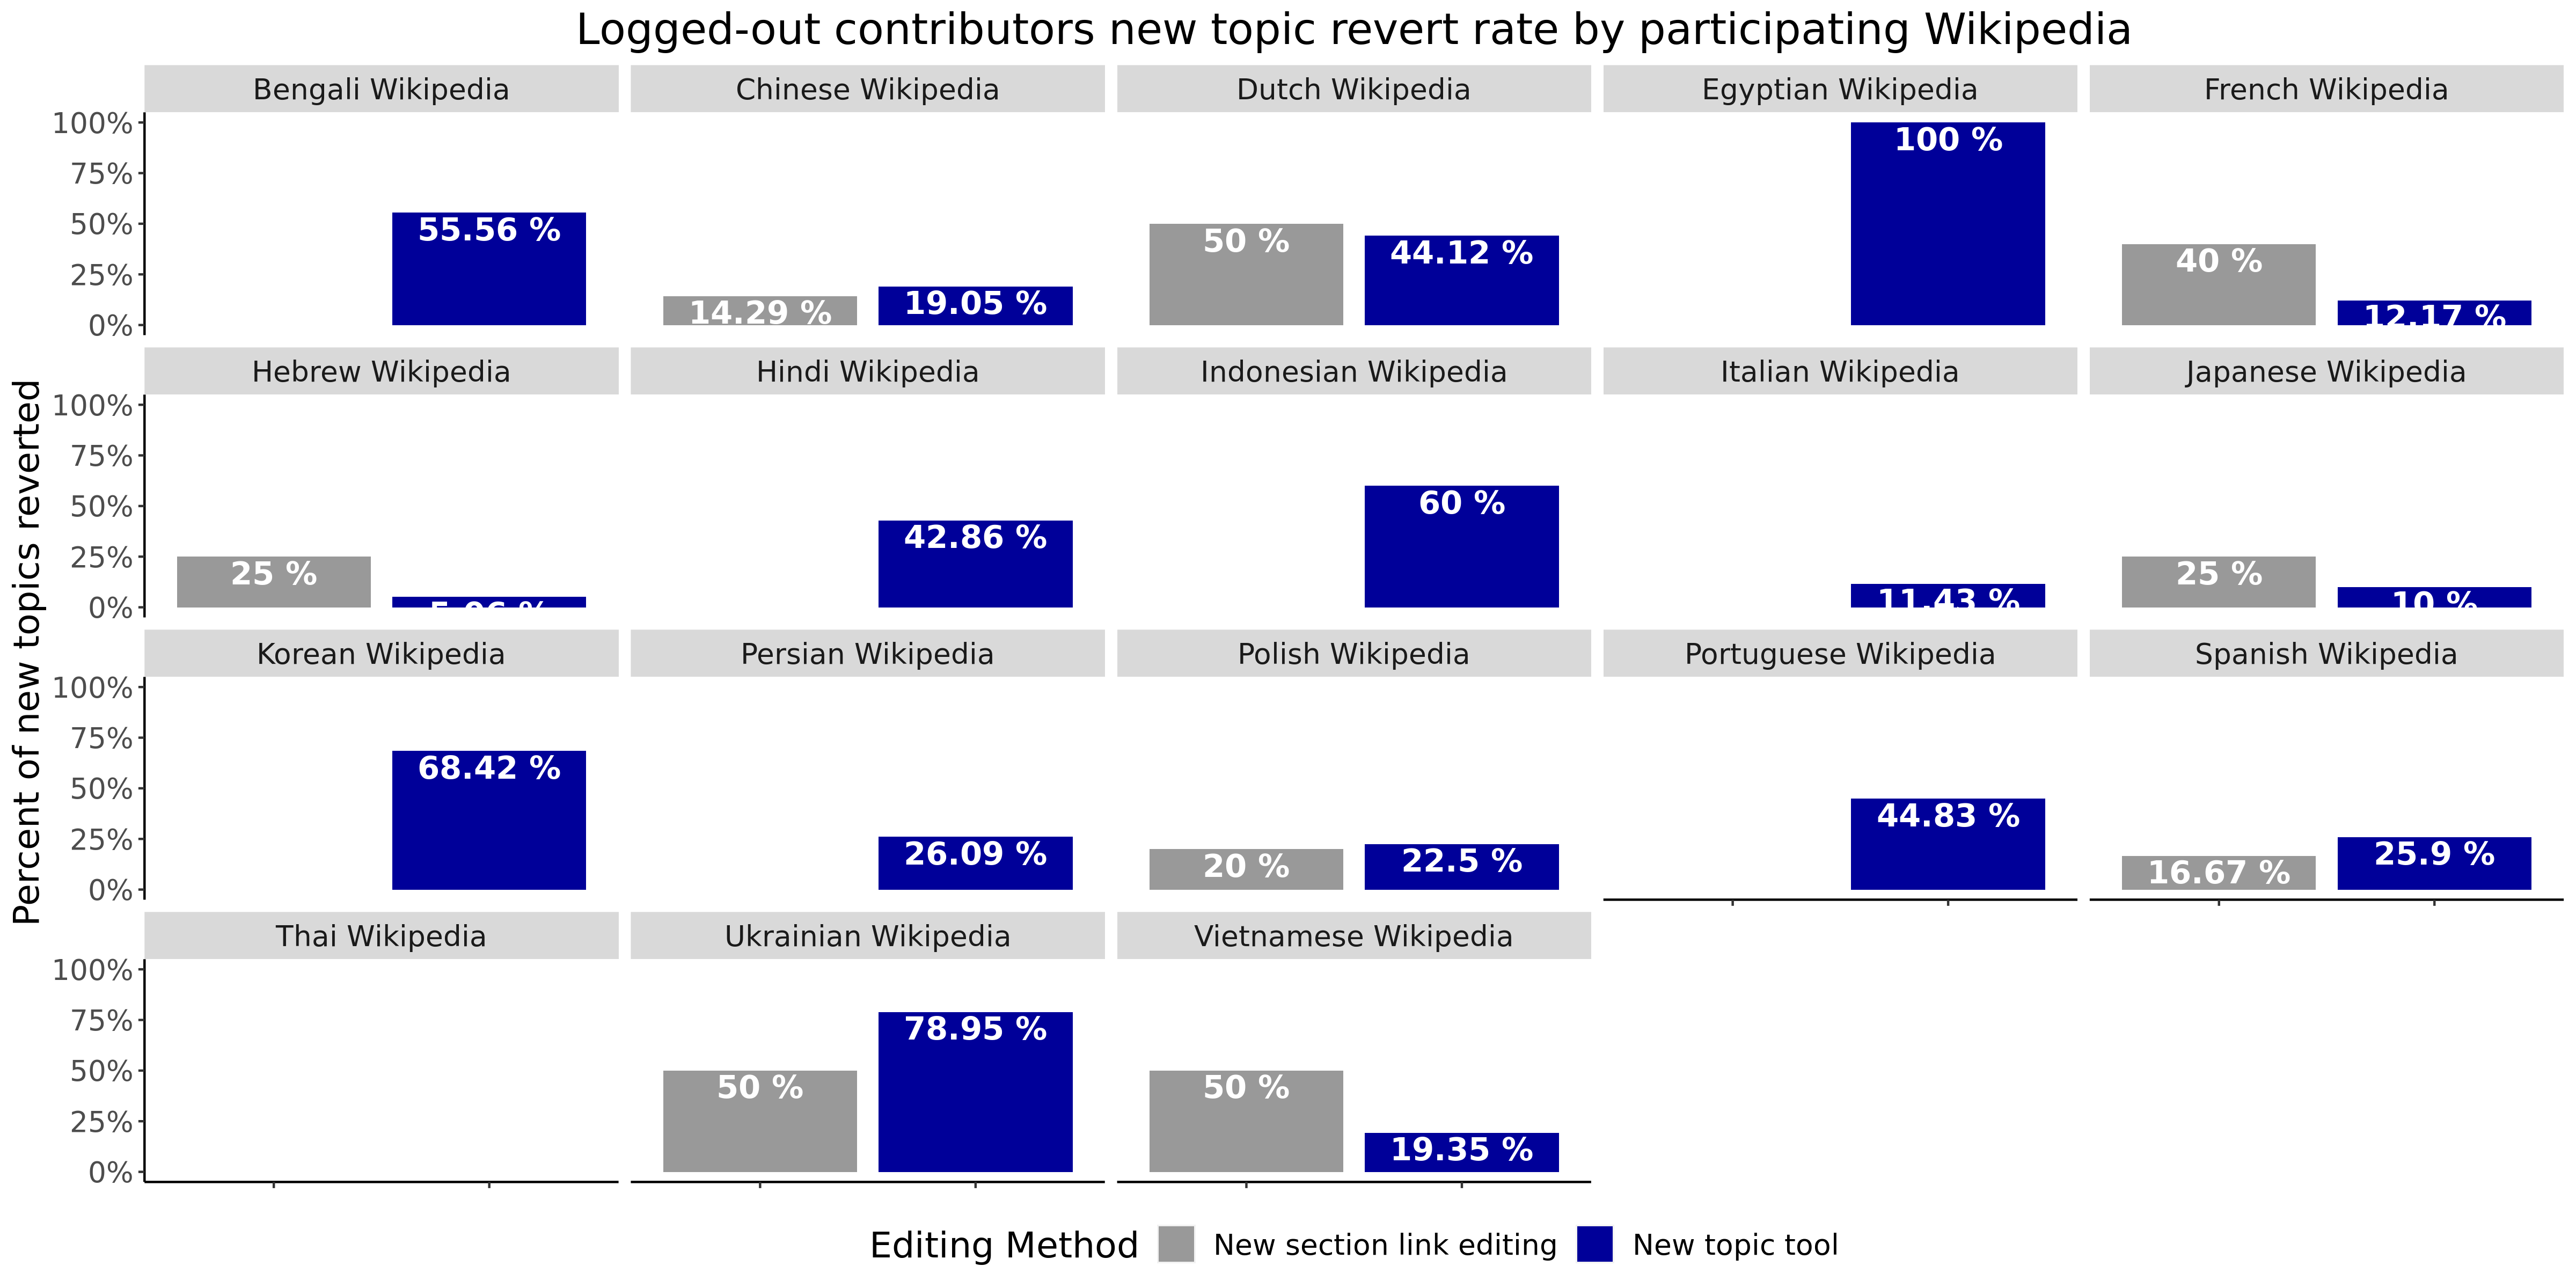 Logged-out contributors new topic revert rate by participating Wikipedia
Percent of new topics reverted
Bengali Wikipedia
Chinese Wikipedia
Dutch Wikipedia
Egyptian Wikipedia
French Wikipedia
100%
75%
50%
25%
0%
55.56 %
14.29 %
19.05 %
50 %
44.12 %
100 %
40 %
12.17 %
Hebrew Wikipedia
Hindi Wikipedia
Indonesian Wikipedia
Italian Wikipedia
Japanese Wikipedia
100%
75%
50%
25%
0%
25 %
42.86 %
60 %
11.43 %
25 %
10 %
Korean Wikipedia
Persian Wikipedia
Polish Wikipedia
Portuguese Wikipedia
Spanish Wikipedia
100%
75%
50%
25%
0%
68.42 %
26.09 %
20 %
22.5 %
44.83 %
16.67 %
25.9 %
Thai Wikipedia
Ukrainian Wikipedia
Vietnamese Wikipedia
100%
75%
50%
25%
0%
50 %
78.95 %
50 %
19.35 %
Editing Method
New section link editing
New topic tool